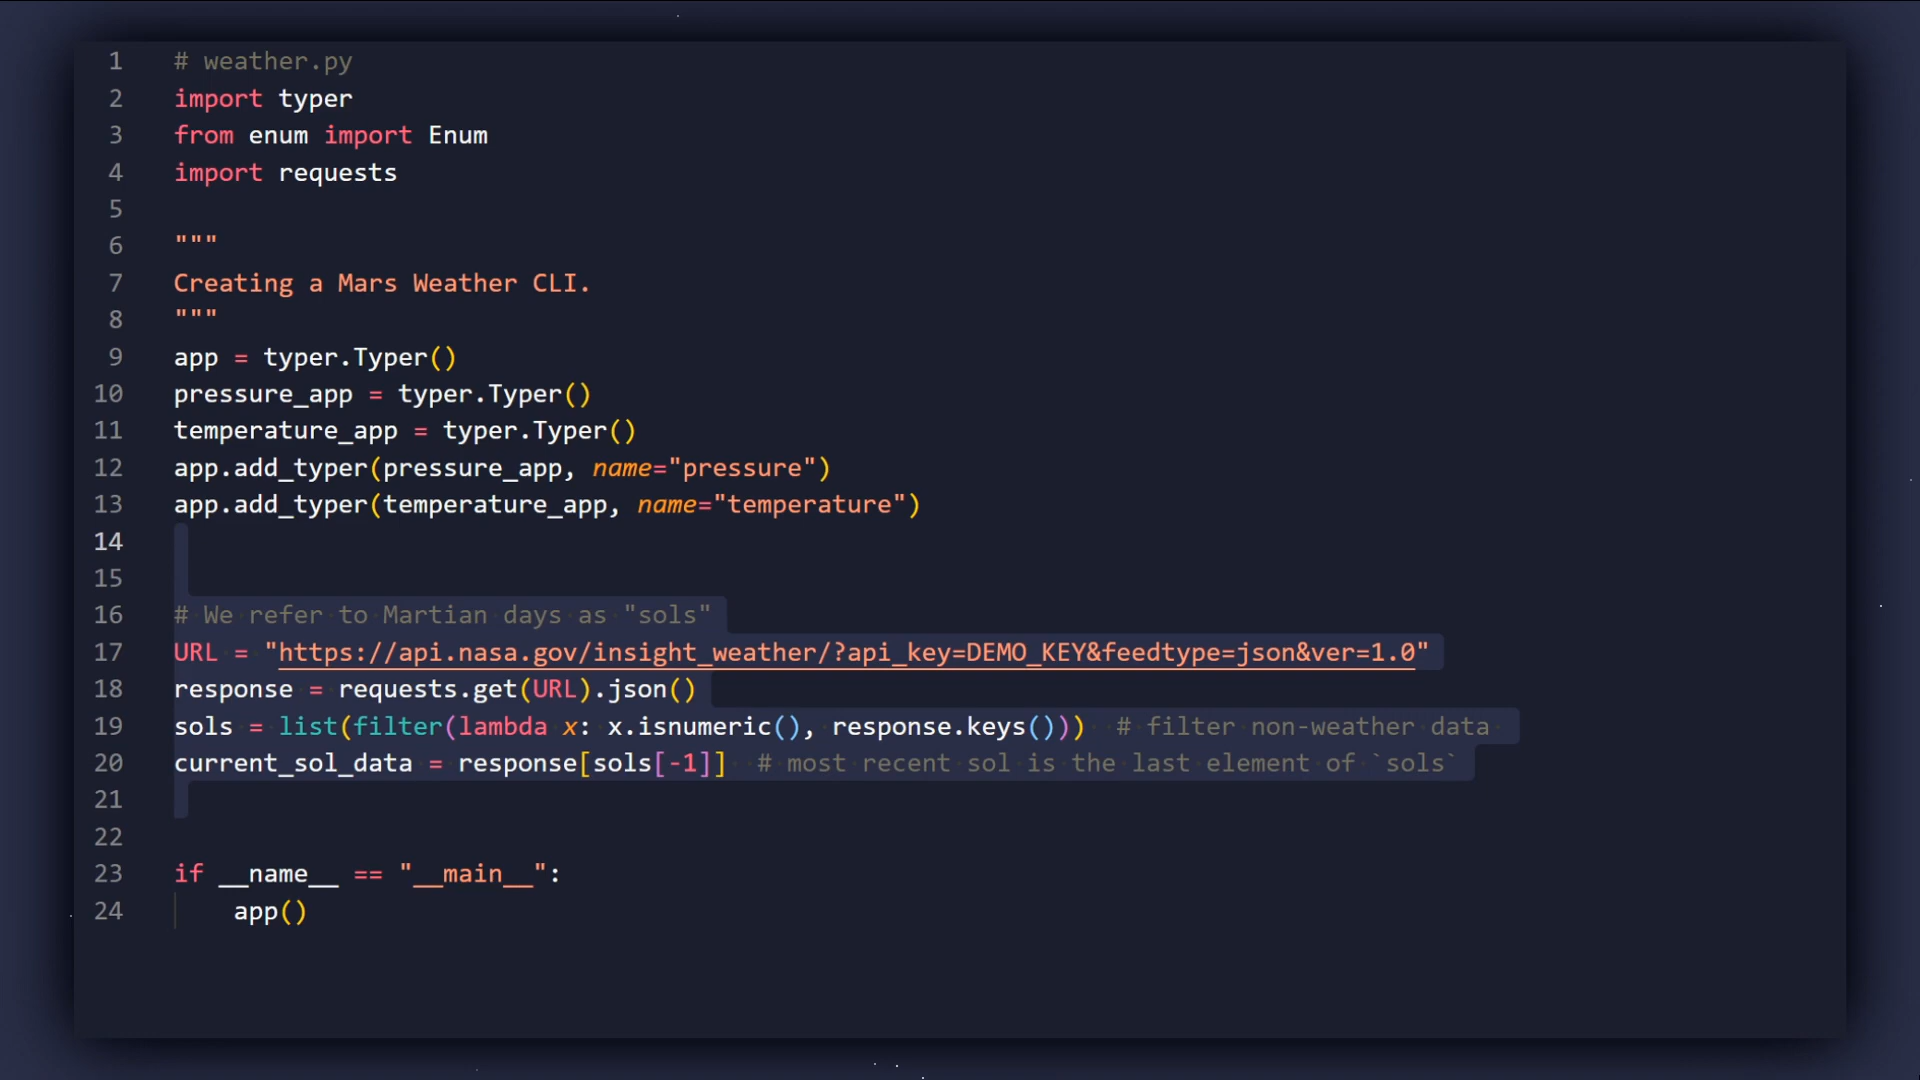 1 # weather.py
2 import typer
3 from enum import Enum
4 import requests
5
6 """
7 Creating a Mars Weather CLI.
8 """
9 app = typer.Typer()
10 pressure_app = typer.Typer()
11 temperature_app = typer.Typer()
12 app.add_typer(pressure_app, name="pressure")
13 app.add_typer(temperature_app, name="temperature")
14
15
16 # We refer to Martian days as "sols"
17 URL = "https://api.nasa.gov/insight_weather/?api_key=DEMO_KEY&feedtype=json&ver=1.0"
18 response = requests.get(URL).json()
19 sols = list(filter(lambda x: x.isnumeric(), response.keys()))  # filter non-weather data
20 current_sol_data = response[sols[-1]]  # most recent sol is the last element of `sols`
21
22
23 if __name__ == "__main__":
24     app()